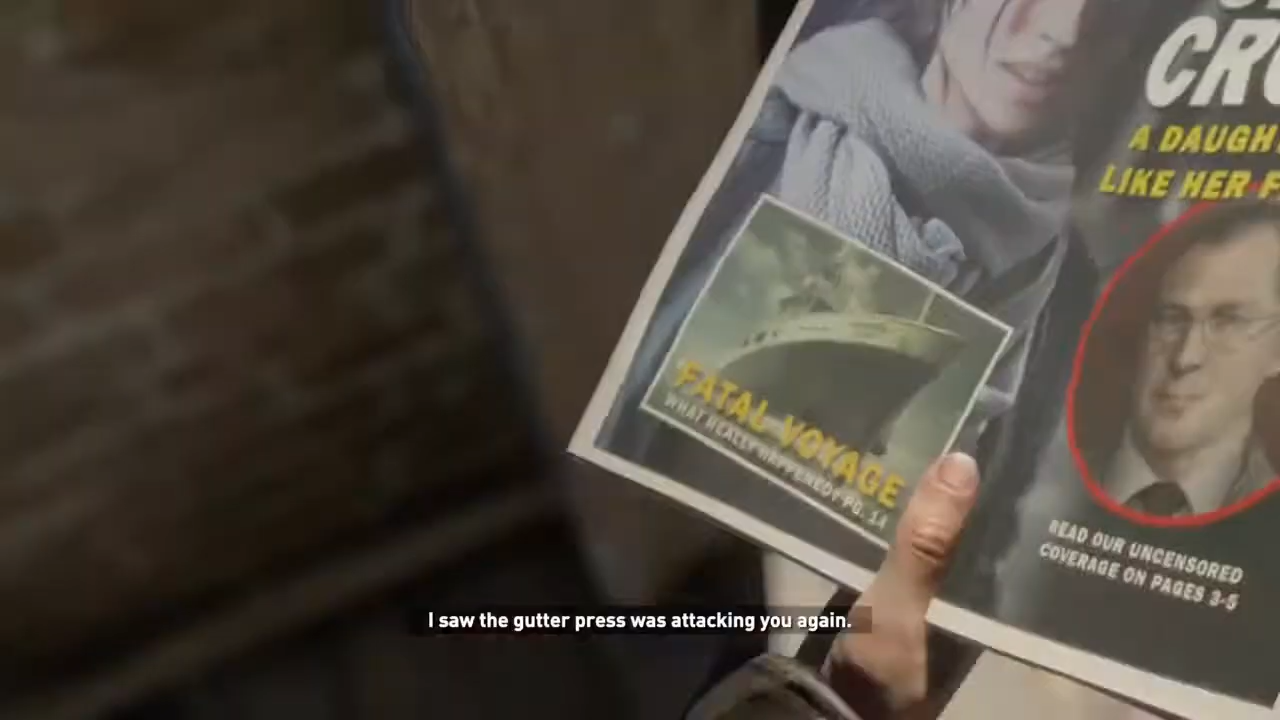 CR
A DAUGH
LIKE HER F
FATAL VOYAGE
WHAT REALLY HAPPENED? PG. 14
READ OUR UNCENSORED
COVERAGE ON PAGES 3-5
I saw the gutter press was attacking you again.